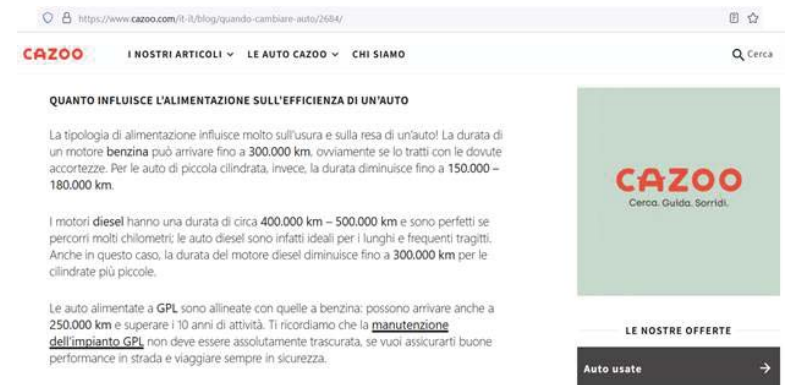 https://www.cazoo.com/it-it/blog/quando-cambiare-auto/2684/
CAZOO I NOSTRI ARTICOLI LE AUTO CAZOO CHI SIAMO Cerca
QUANTO INFLUISCE L'ALIMENTAZIONE SULL'EFFICIENZA DI UN'AUTO
La tipologia di alimentazione influisce molto sull'usura e sulla resa di un'auto! La durata di
un motore benzina può arrivare fino a 300.000 km, ovviamente se lo tratti con le dovute
accortezze. Per le auto di piccola cilindrata, invece, la durata diminuisce fino a 150.000 –
180.000 km.
I motori diesel hanno una durata di circa 400.000 km – 500.000 km e sono perfetti se
percorri molti chilometri; le auto diesel sono infatti ideali per i lunghi e frequenti tragitti.
Anche in questo caso, la durata del motore diesel diminuisce fino a 300.000 km per le
cilindrate più piccole.
Le auto alimentate a GPL sono allineate con quelle a benzina: possono arrivare anche a
250.000 km e superare i 10 anni di attività. Ti ricordiamo che la manutenzione
dell'impianto GPL non deve essere assolutamente trascurata, se vuoi assicurarti buone
performance in strada e viaggiare sempre in sicurezza.
CAZOO
Cerca. Guida. Sorridi.
LE NOSTRE OFFERTE
Auto usate